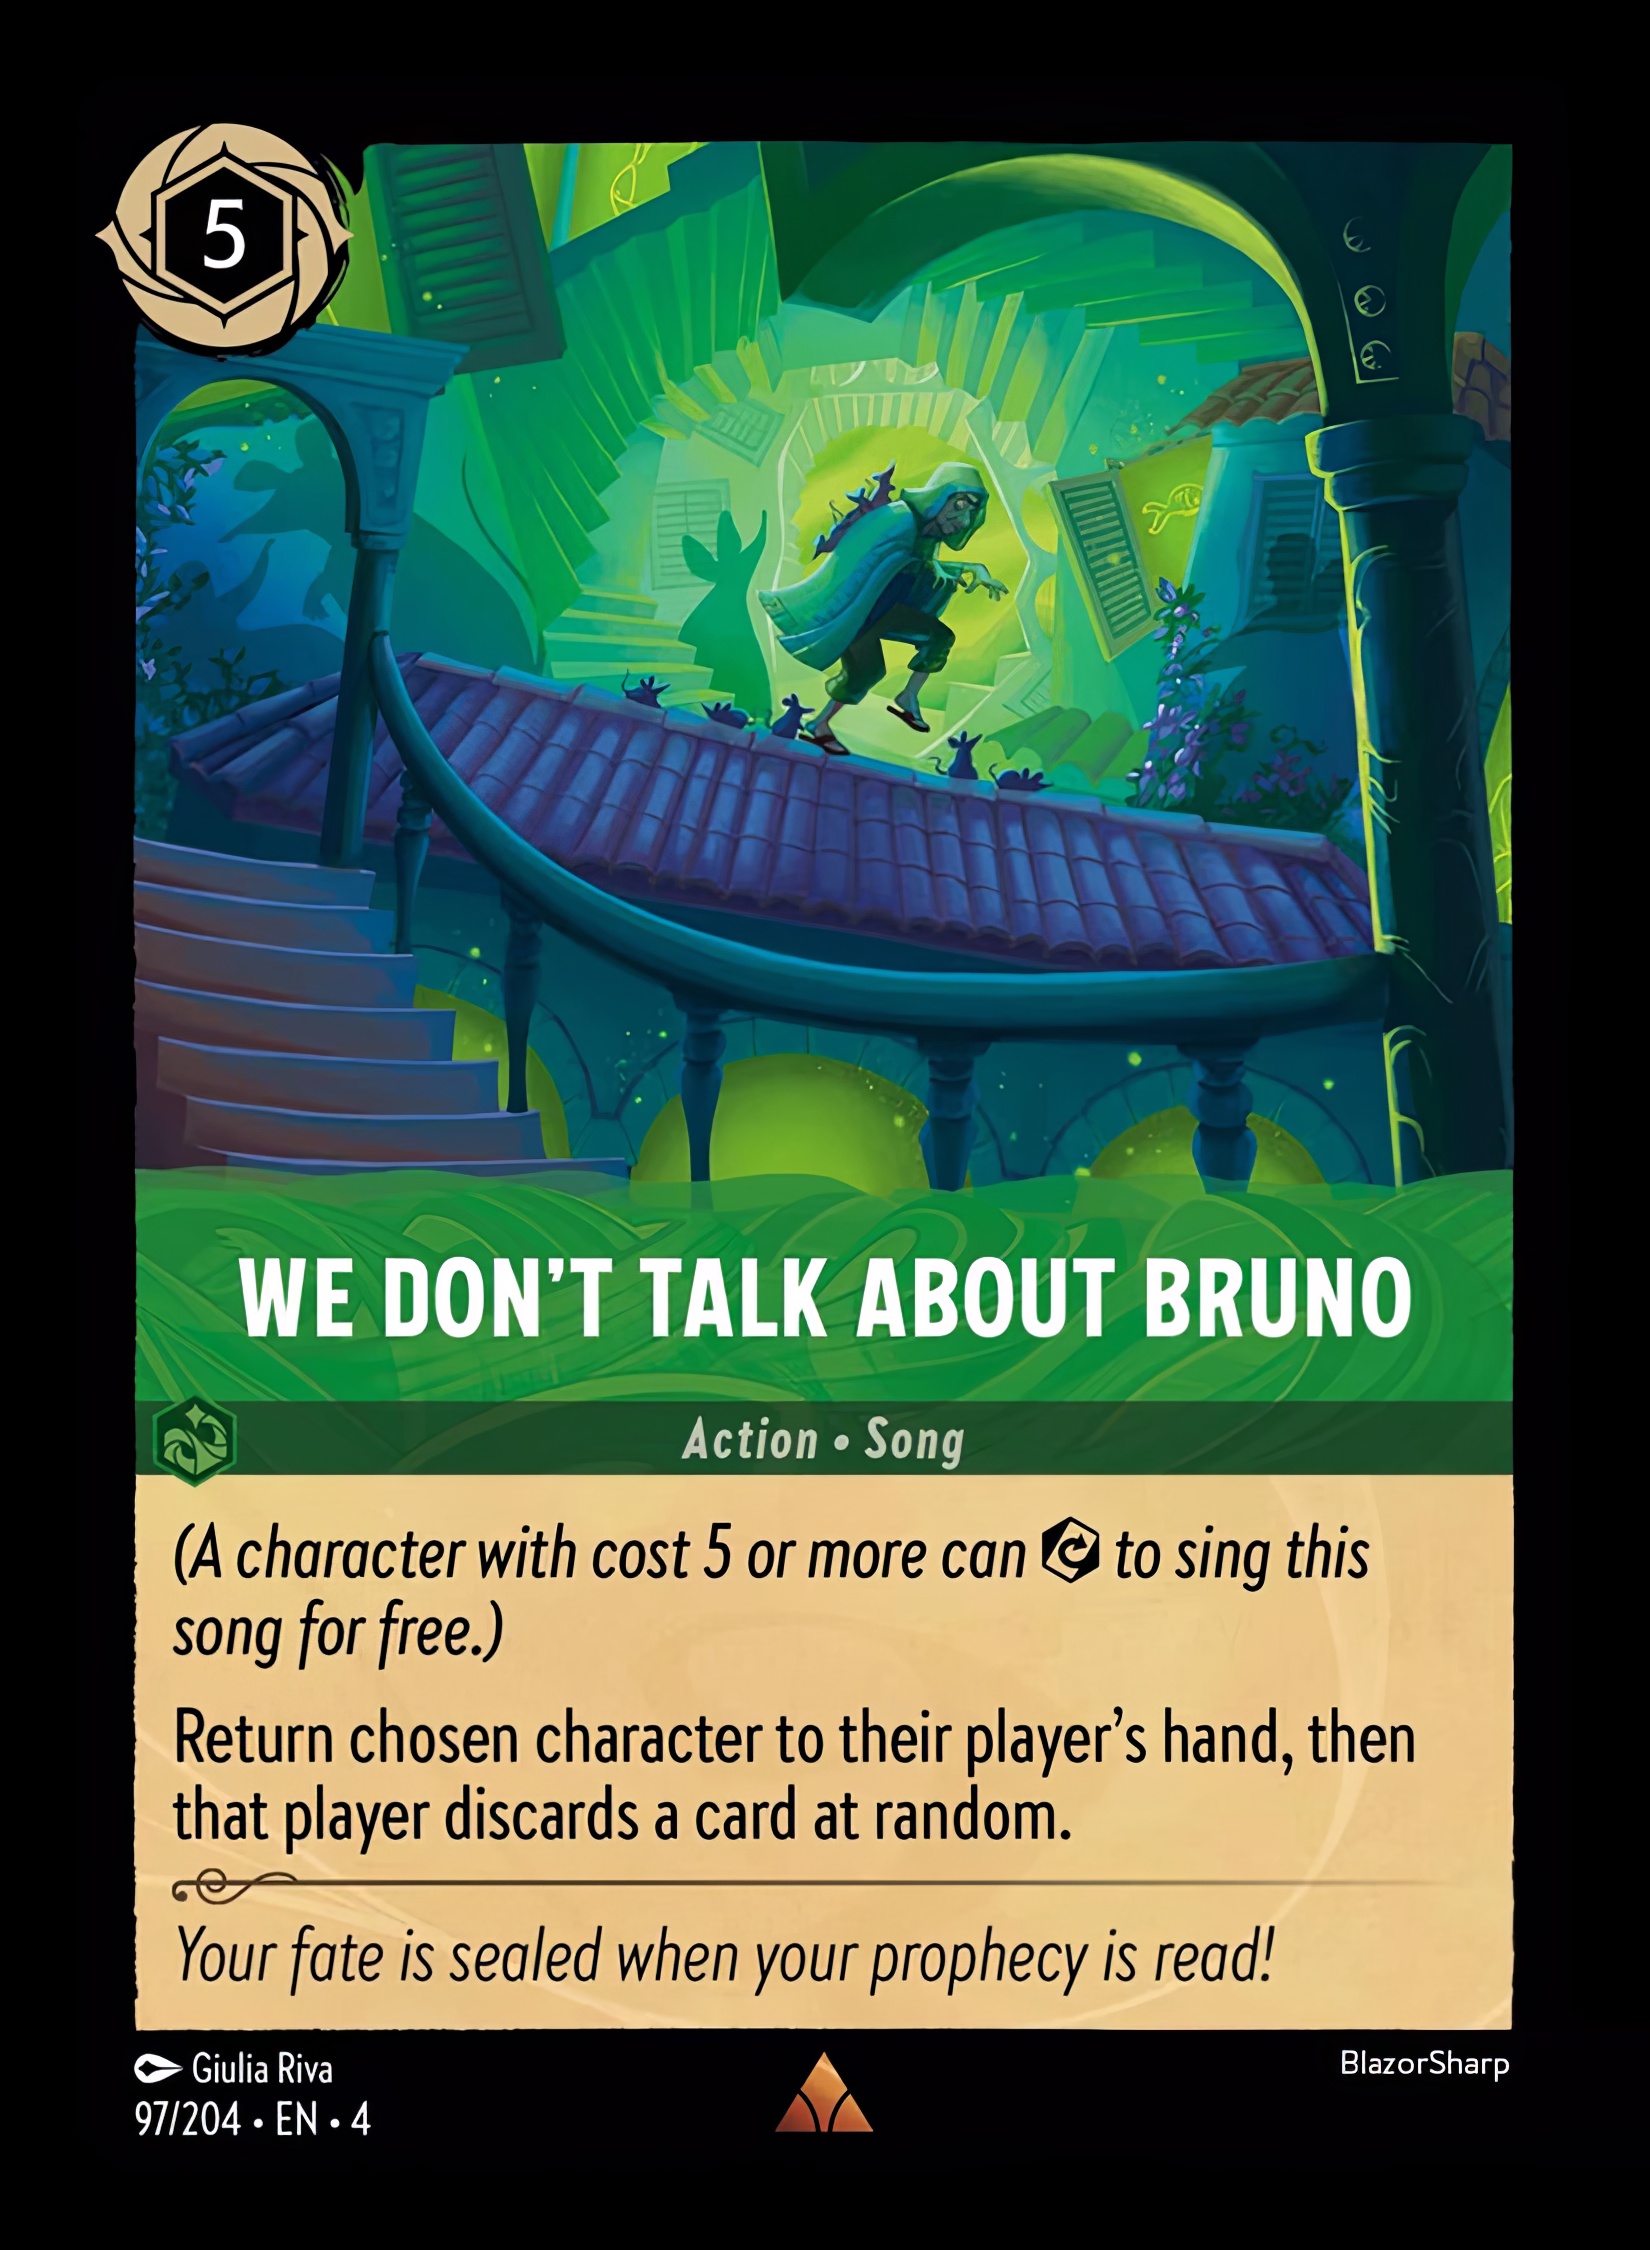 5
WE DON’T TALK ABOUT BRUNO
Action • Song
(A character with cost 5 or more can to sing this
song for free.)
Return chosen character to their player’s hand, then
that player discards a card at random.
Your fate is sealed when your prophecy is read!
Giulia Riva
BlazorSharp
97/204 • EN • 4